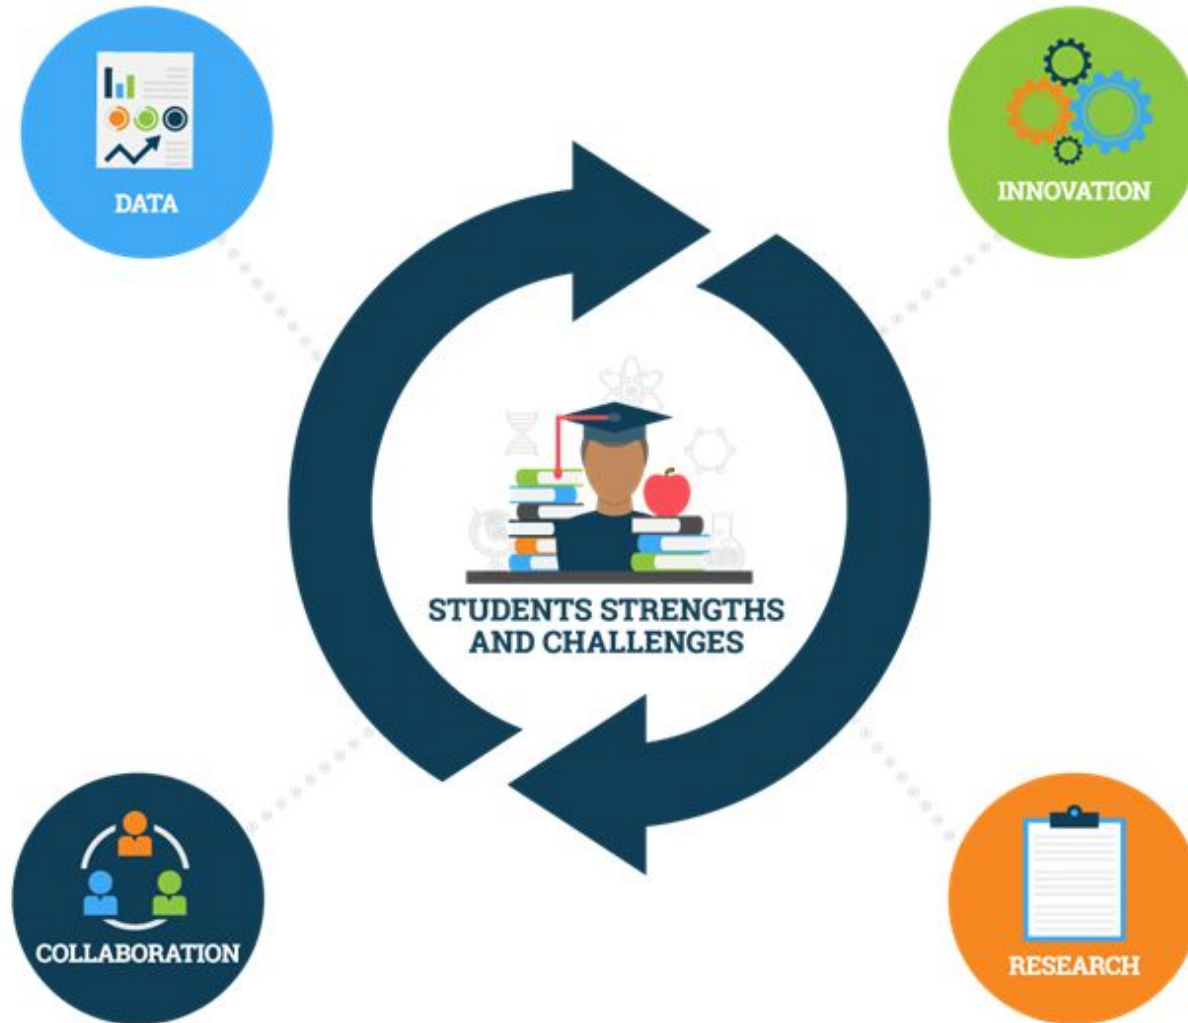 DATA
INNOVATION
STUDENTS STRENGTHS
AND CHALLENGES
COLLABORATION
RESEARCH